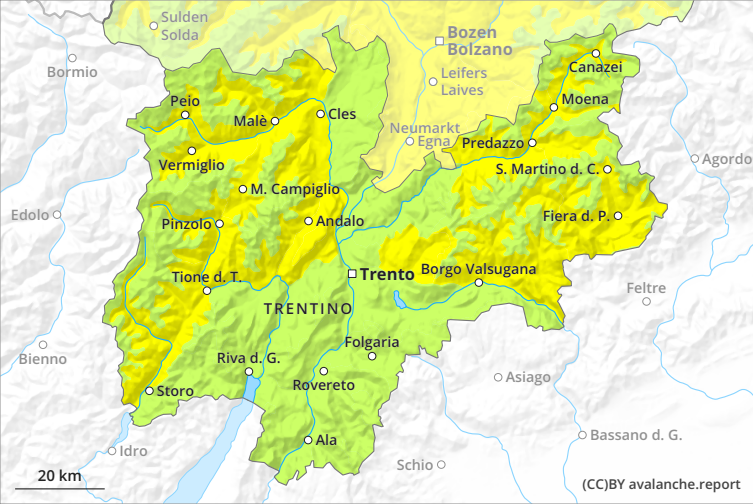 Sulden
Solda
Bozen
Bolzano
Canazei
Bormio
Leifers
Laives
Peio
Moena
Malè
Cles
Neumarkt
Egna
Predazzo
Vermiglio
Agordo
S. Martino d. C.
M. Campiglio
Edolo
Pinzolo
Andalo
Fiera d. P.
Trento
Borgo Valsugana
Tione d. T.
Feltre
TRENTINO
Folgaria
Bienno
Riva d. G.
Rovereto
Asiago
Storo
Ala
Bassano d. G.
Idro
Schio
20 km
(CC)BY avalanche.report